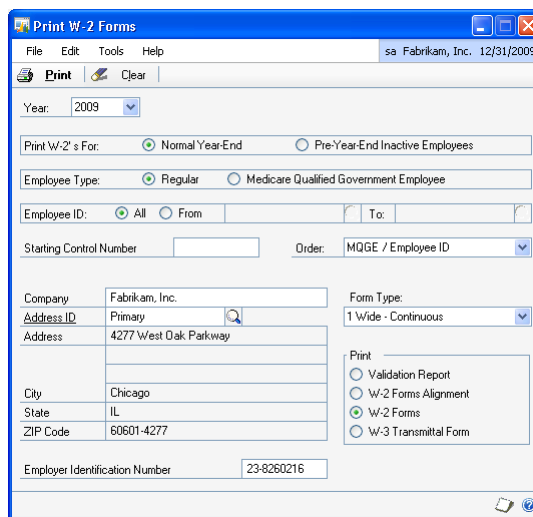 Print W-2 Forms
File Edit Tools Help sa Fabrikam, Inc. 12/31/2009
Print Clear
Year: 2009
Print W-2' s For: Normal Year-End Pre-Year-End Inactive Employees
Employee Type: Regular Medicare Qualified Government Employee
Employee ID: All From To:
Starting Control Number Order: MQGE / Employee ID
Company Fabrikam, Inc. Form Type:
Address ID Primary 1 Wide - Continuous
Address 4277 West Oak Parkway
Print
Validation Report
W-2 Forms Alignment
City Chicago
W-2 Forms
State IL
W-3 Transmittal Form
ZIP Code 60601-4277
Employer Identification Number 23-8260216